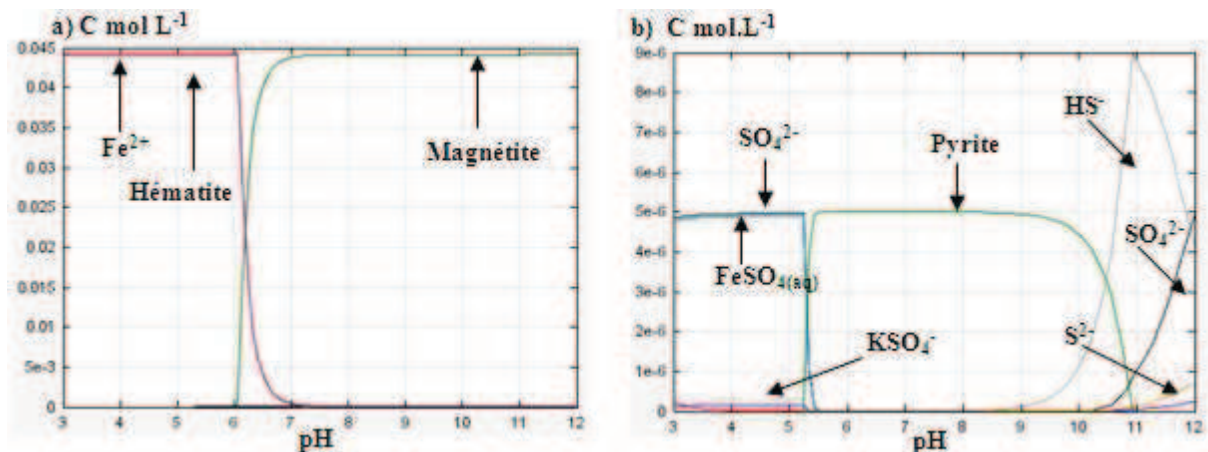 a) C mol L⁻¹
0.045
0.04
0.035
0.03
0.025
0.02
0.015
0.01
5e-3
0
3 4 5 6 7 8 9 10 11 12
pH
Fe²⁺
Hématite
Magnétite
b) C mol.L⁻¹
9e-6
8e-6
7e-6
6e-6
5e-6
4e-6
3e-6
2e-6
1e-6
0
3 4 5 6 7 8 9 10 11 12
pH
SO₄²⁻
FeSO₄(aq)
KSO₄⁻
Pyrite
HS⁻
SO₄²⁻
S²⁻